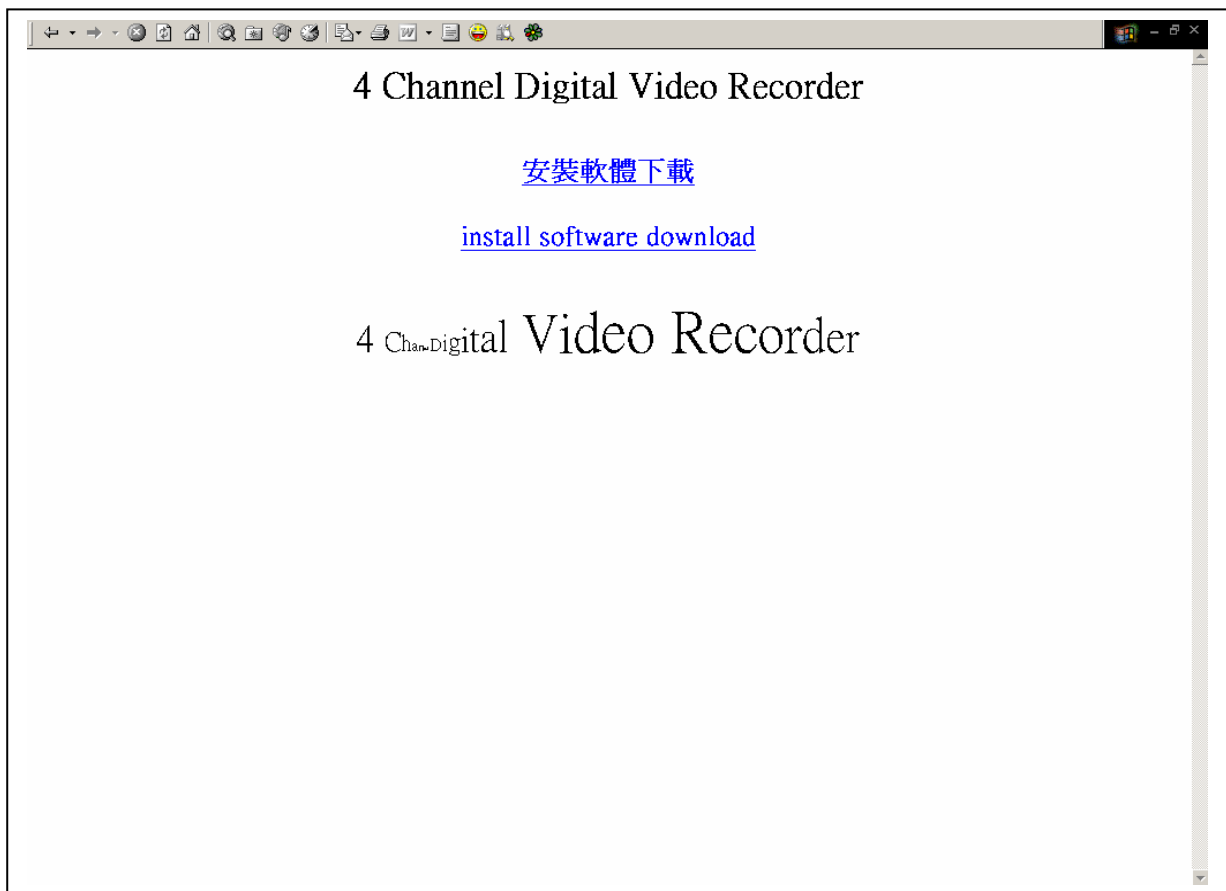 4 Channel Digital Video Recorder
安裝軟體下載
install software download
4 Chan-Digital Video Recorder